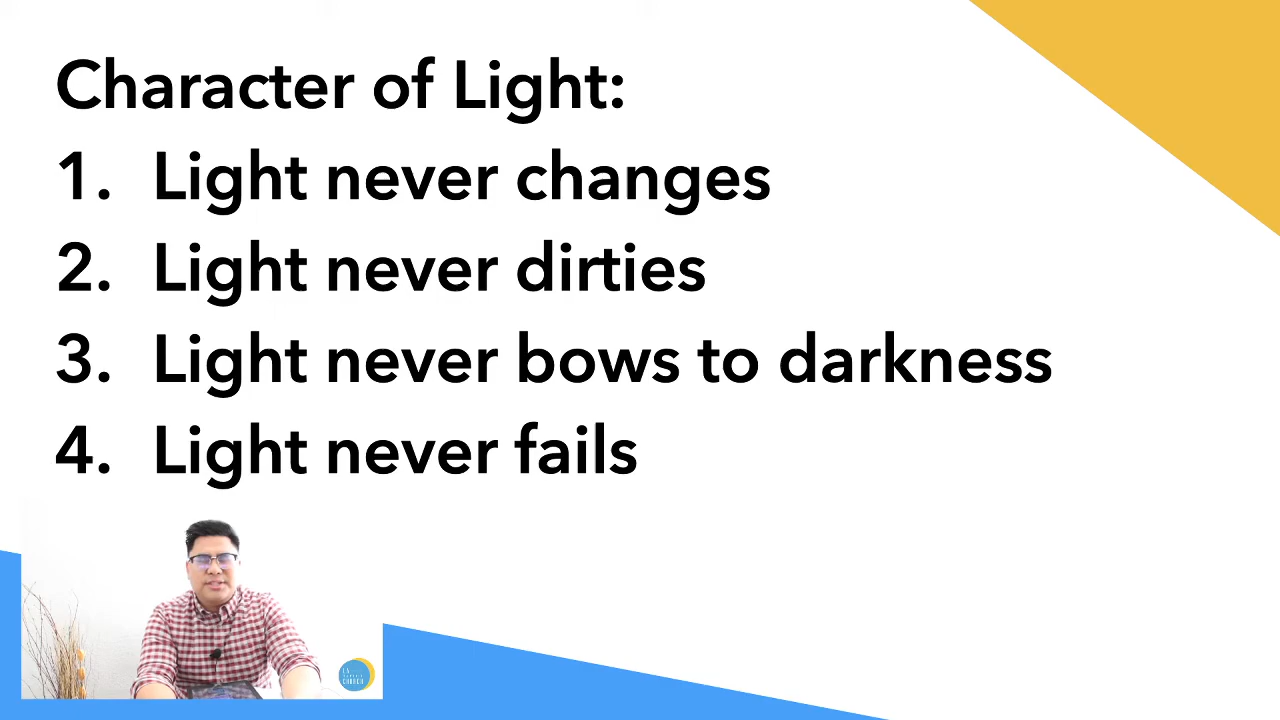 Character of Light:
1. Light never changes
2. Light never dirties
3. Light never bows to darkness
4. Light never fails
CHURCH